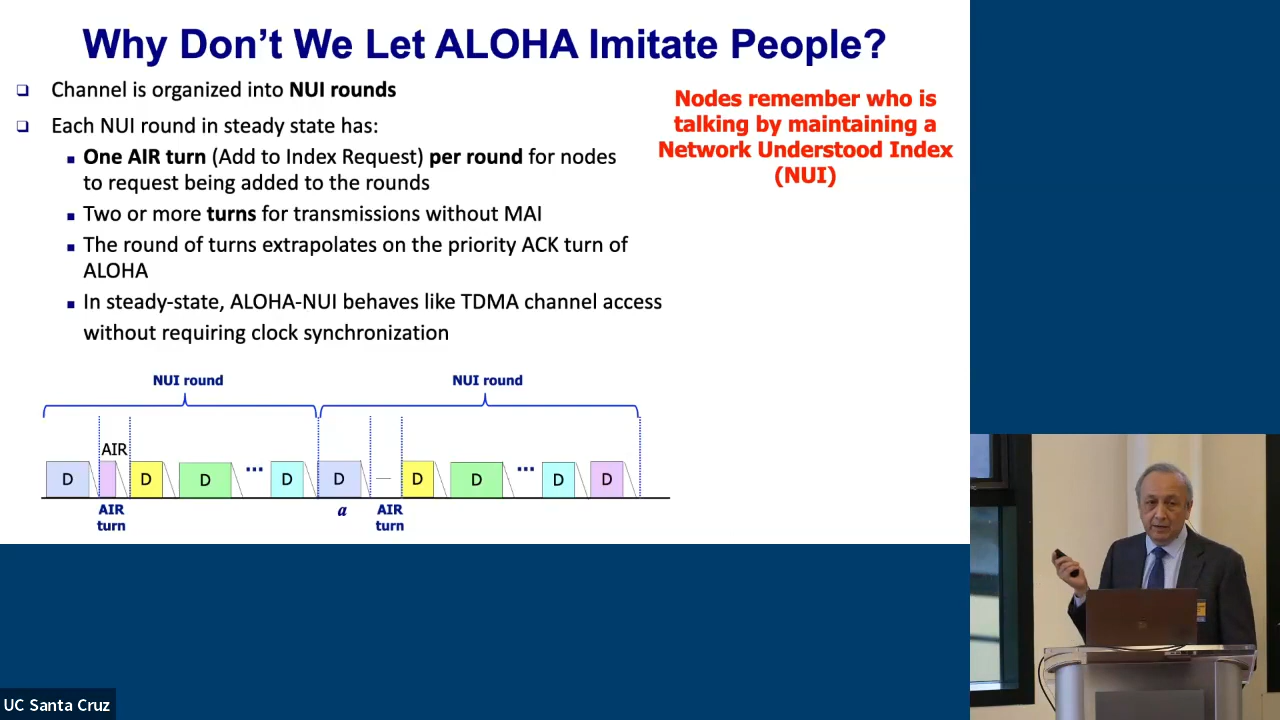 Why Don't We Let ALOHA Imitate People?
❑ Channel is organized into NUI rounds
❑ Each NUI round in steady state has:
▪ One AIR turn (Add to Index Request) per round for nodes
to request being added to the rounds
▪ Two or more turns for transmissions without MAI
▪ The round of turns extrapolates on the priority ACK turn of
ALOHA
▪ In steady-state, ALOHA-NUI behaves like TDMA channel access
without requiring clock synchronization
Nodes remember who is
talking by maintaining a
Network Understood Index
(NUI)
NUI round NUI round
AIR
D D D ... D D D D ... D D
AIR
turn
a
AIR
turn
UC Santa Cruz